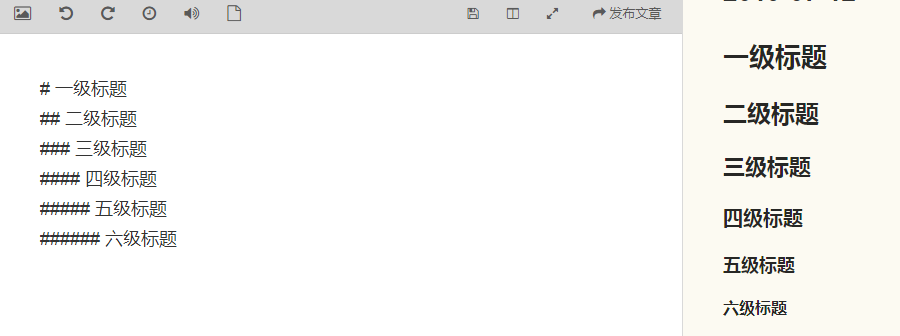 发布文章
# 一级标题
## 二级标题
### 三级标题
#### 四级标题
##### 五级标题
###### 六级标题
一级标题
二级标题
三级标题
四级标题
五级标题
六级标题